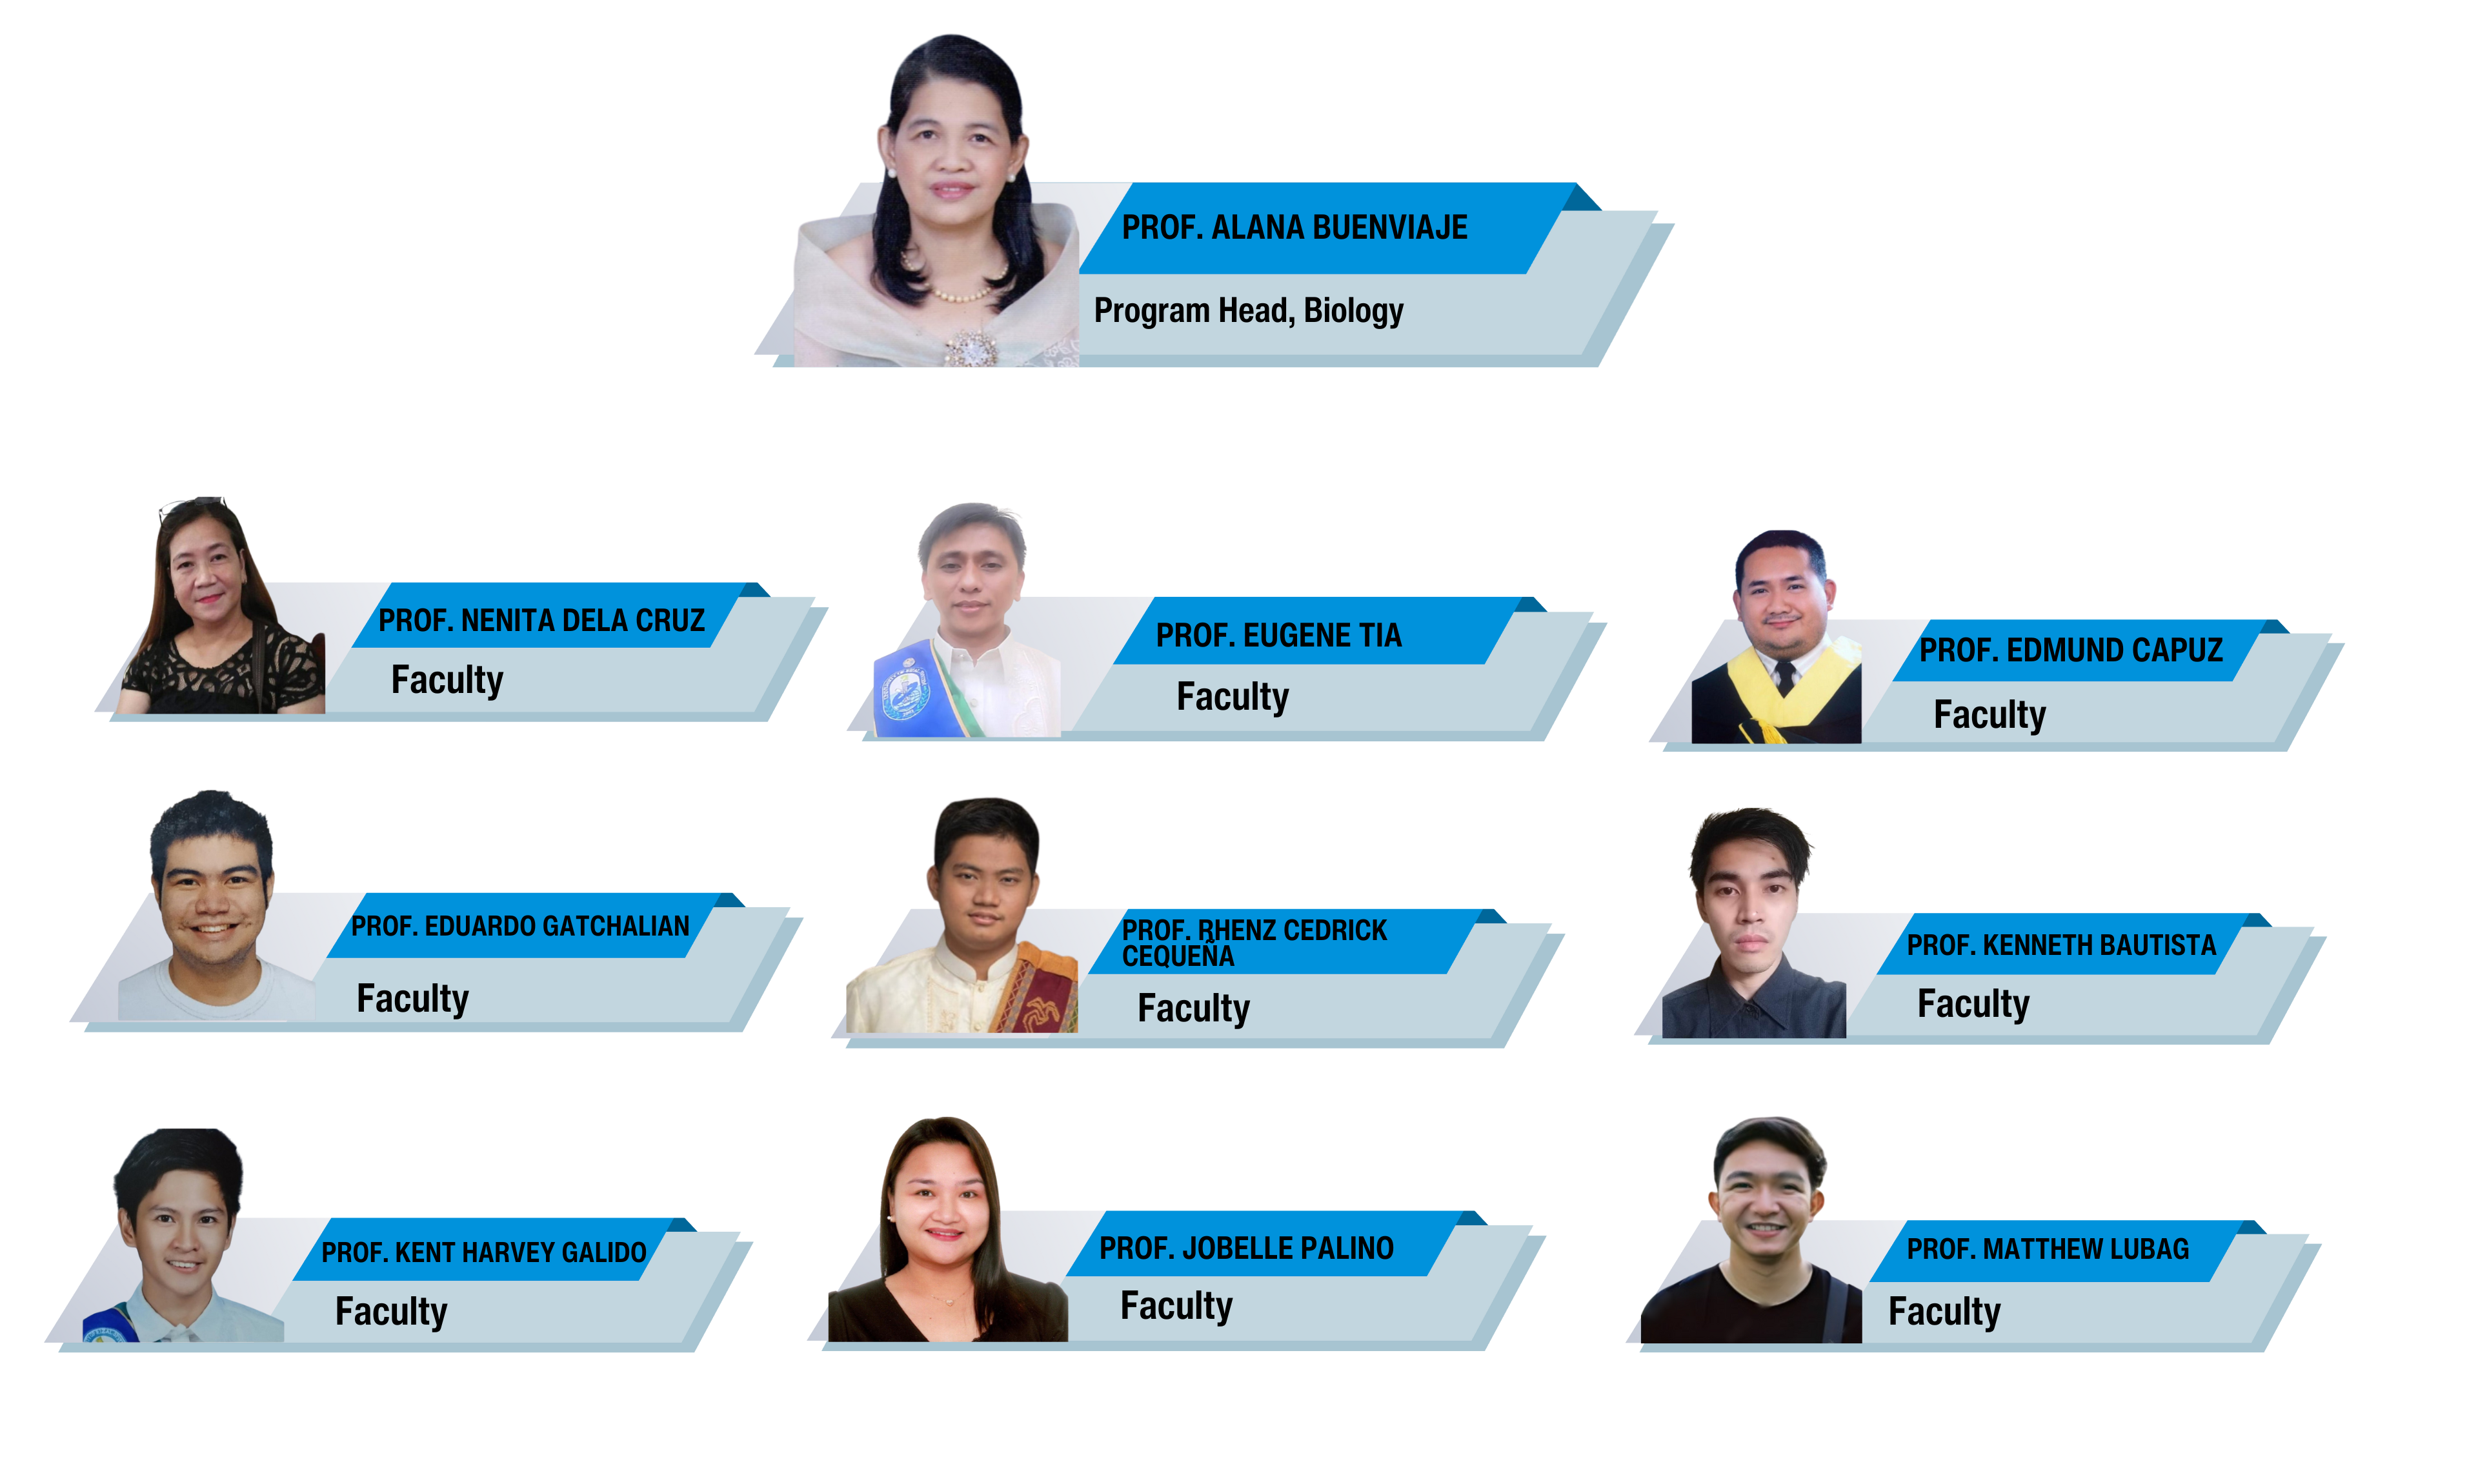 PROF. ALANA BUENVIAJE
Program Head, Biology
PROF. NENITA DELA CRUZ
Faculty
PROF. EUGENE TIA
Faculty
PROF. EDMUND CAPUZ
Faculty
PROF. EDUARDO GATCHALIAN
Faculty
PROF. RHENZ CEDRICK
CEQUEÑA
Faculty
PROF. KENNETH BAUTISTA
Faculty
PROF. KENT HARVEY GALIDO
Faculty
PROF. JOBELLE PALINO
Faculty
PROF. MATTHEW LUBAG
Faculty